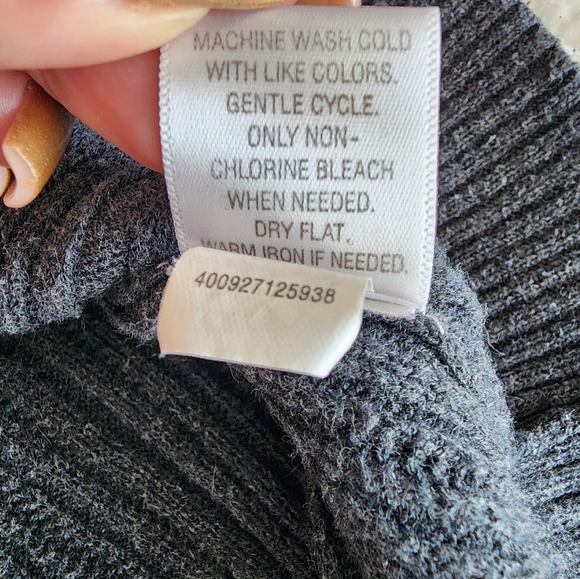 MACHINE WASH COLD
WITH LIKE COLORS.
GENTLE CYCLE.
ONLY NON-
CHLORINE BLEACH
WHEN NEEDED.
DRY FLAT.
WARM IRON IF NEEDED.
400927125938